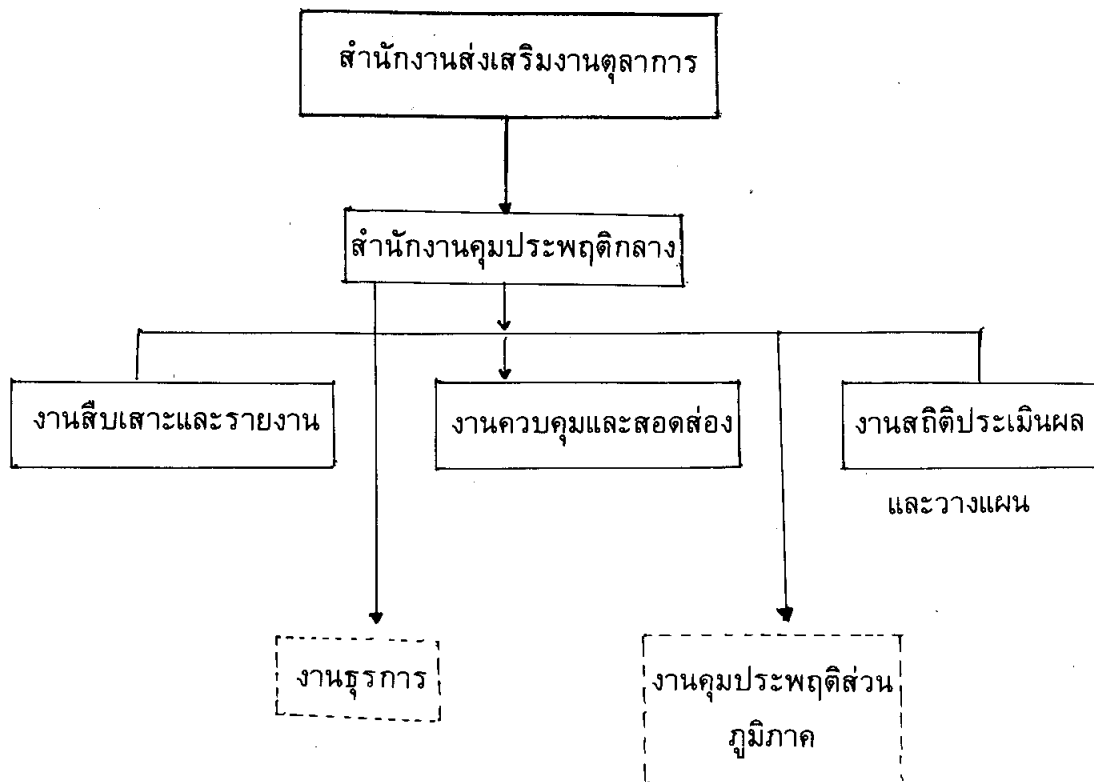 สำนักงานส่งเสริมงานตุลาการ
สำนักงานคุมประพฤติกลาง
งานสืบเสาะและรายงาน
งานควบคุมและสอดส่อง
งานสถิติประเมินผล
และวางแผน
งานธุรการ
งานคุมประพฤติส่วน
ภูมิภาค